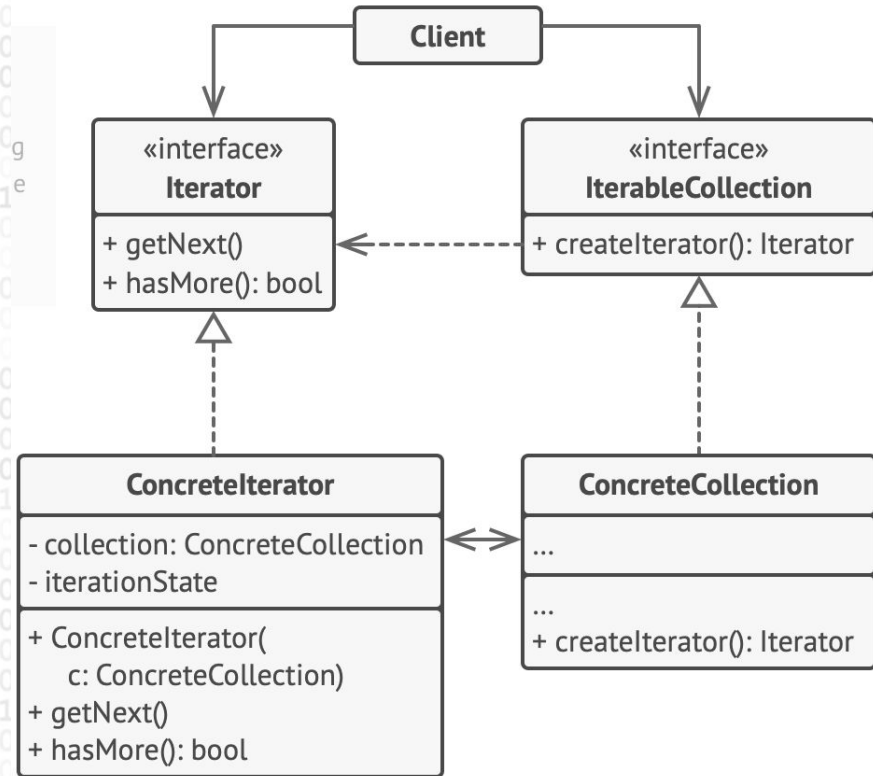 Client
«interface»
Iterator
+ getNext()
+ hasMore(): bool
«interface»
IterableCollection
+ createIterator(): Iterator
ConcreteIterator
- collection: ConcreteCollection
- iterationState
+ ConcreteIterator(
c: ConcreteCollection)
+ getNext()
+ hasMore(): bool
ConcreteCollection
...
...
+ createIterator(): Iterator
g
e